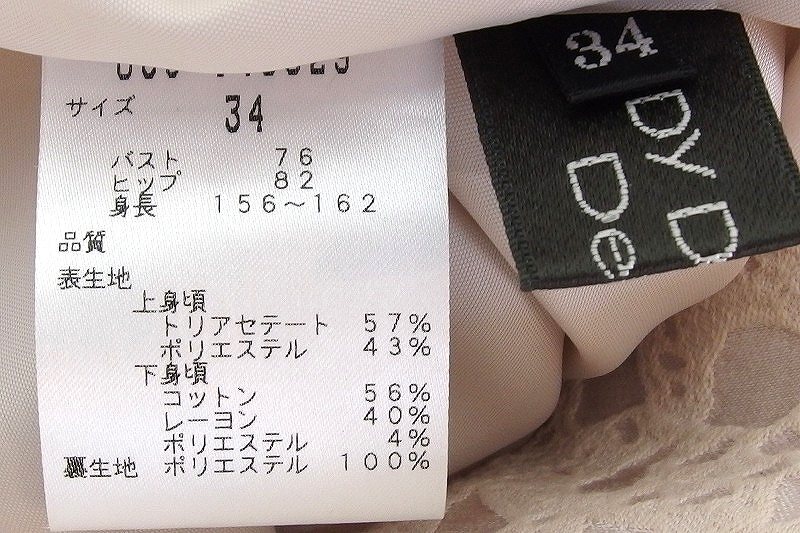 サイズ
34
バスト 76
ヒップ 82
身長 156～162
品質
表生地
上身頃
トリアセテート 57%
ポリエステル 43%
下身頃
コットン 56%
レーヨン 40%
ポリエステル 4%
裏生地 ポリエステル 100%
34
DY D
De